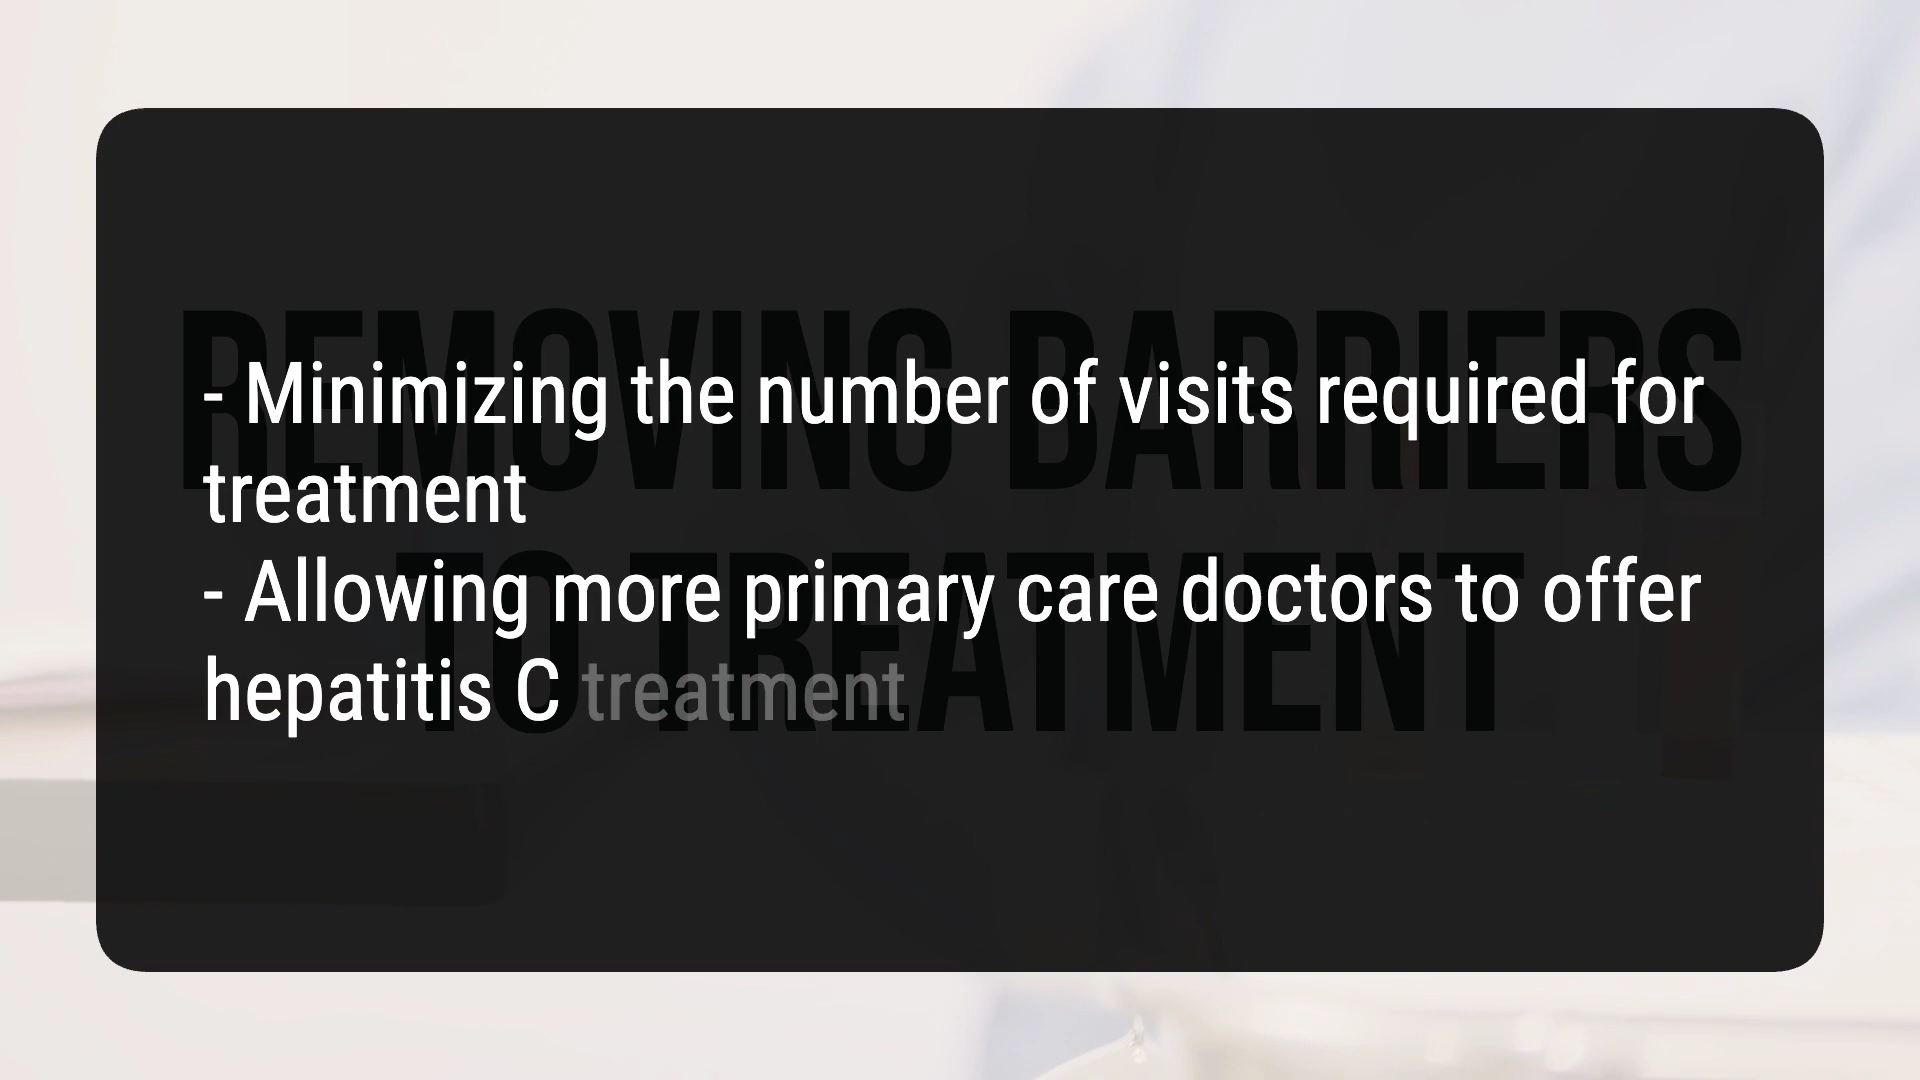 REMOVING BARRIERS
TO TREATMENT
- Minimizing the number of visits required for
treatment
- Allowing more primary care doctors to offer
hepatitis C treatment